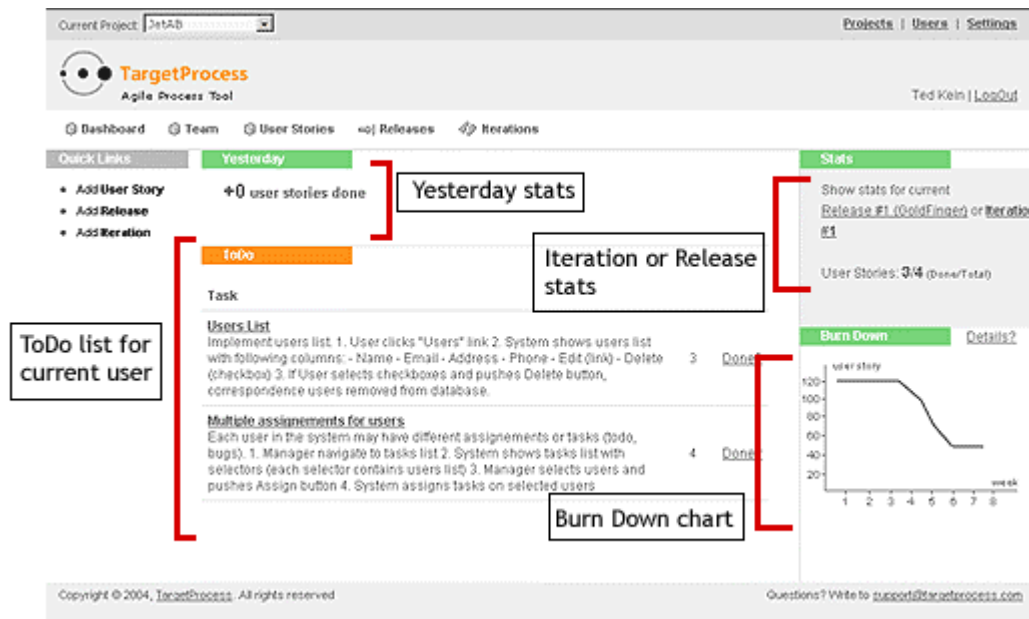 Current Project: JetAB
Projects | Users | Settings
TargetProcess
Agile Process Tool
Ted Kein | LogOut
Dashboard Team User Stories Releases Iterations
Quick Links
Add User Story
Add Release
Add Iteration
Yesterday
+0 user stories done
Yesterday stats
Stats
Show stats for current
Release #1 (GoldFinger) or Iteratio
#1
User Stories: 3/4 (Done/Total)
Iteration or Release
stats
ToDo
Task
ToDo list for
current user
Users List
Implement users list. 1. User clicks "Users" link 2. System shows users list
with following columns: - Name - Email - Address - Phone - Edit (link) - Delete
(checkbox) 3. If User selects checkboxes and pushes Delete button,
correspondence users removed from database.
3 Done?
Multiple assignements for users
Each user in the system may have different assignements or tasks (todo,
bugs). 1. Manager navigate to tasks list 2. System shows tasks list with
selectors (each selector contains users list) 3. Manager selects users and
pushes Assign button 4. System assigns tasks on selected users
4 Done?
Burn Down
Details?
user story
120
100
80
60
40
20
week
1 2 3 4 5 6 7 8
Burn Down chart
Copyright © 2004, TargetProcess. All rights reserved
Questions? Write to support@targetprocess.com